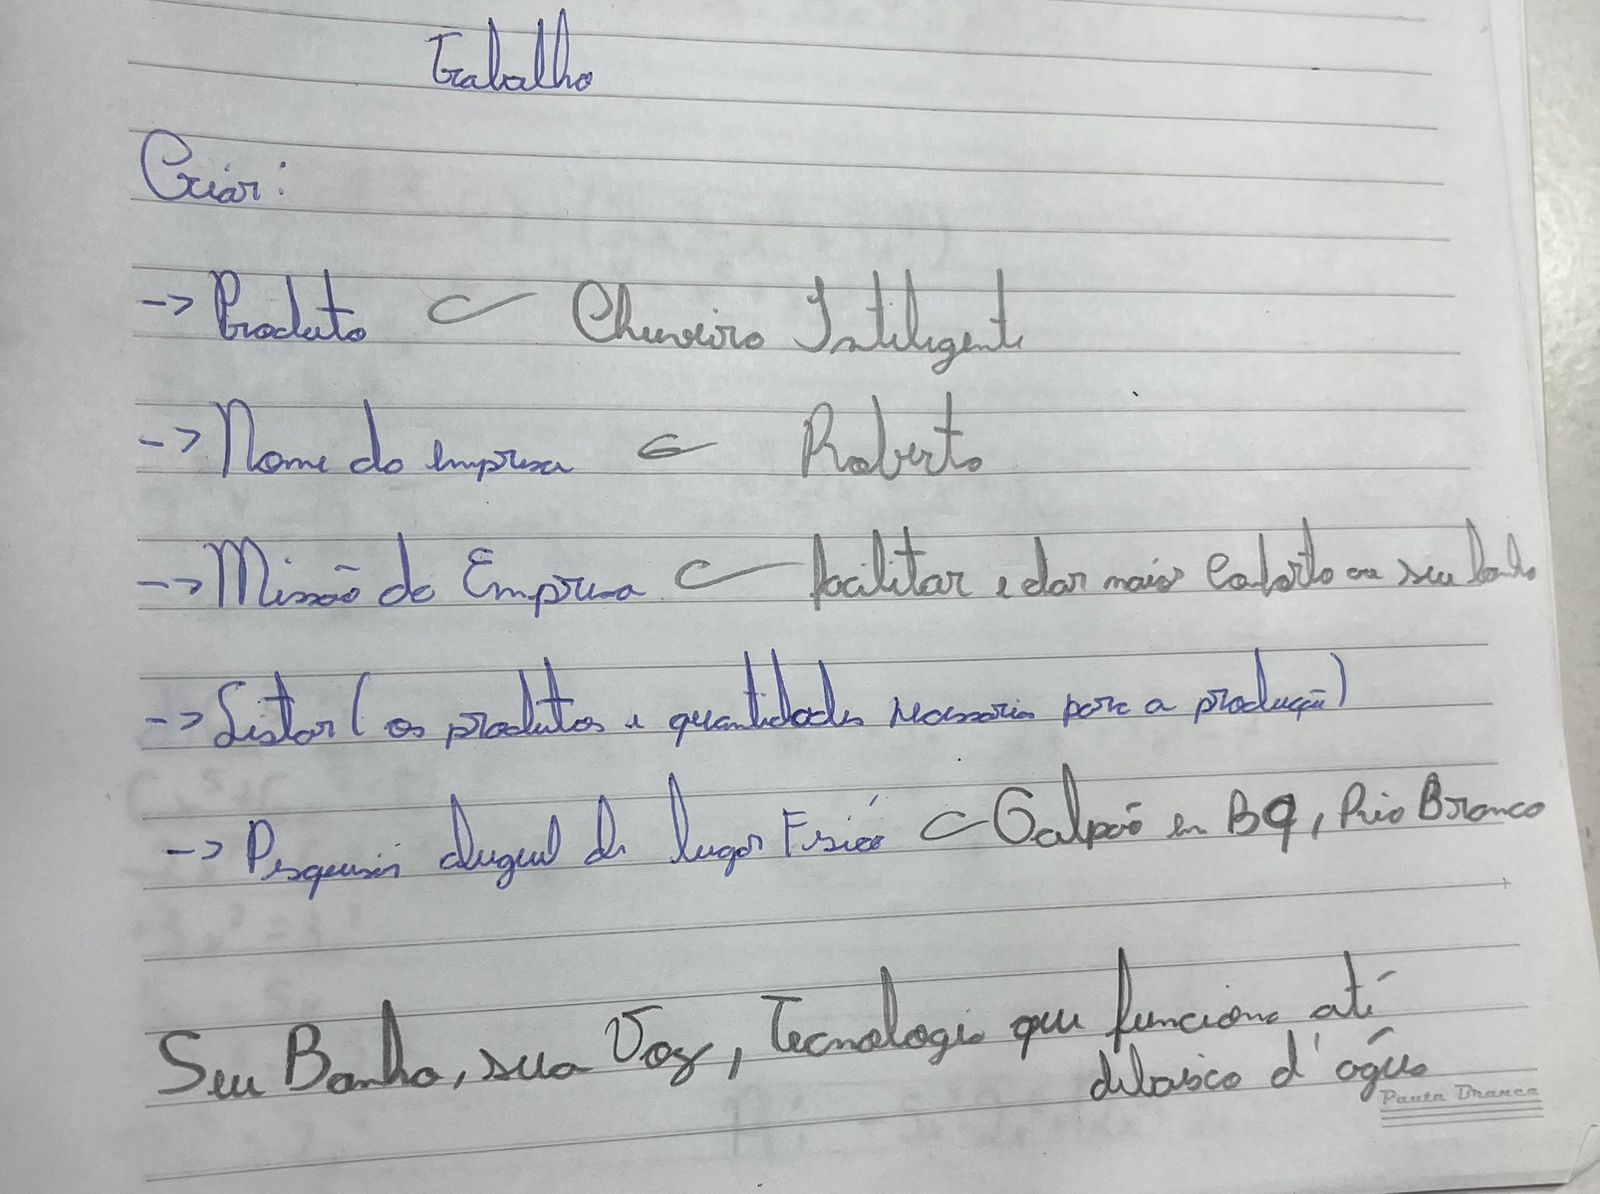 Trabalho
Criar:
-> Produto Chuveiro Inteligente
-> Nome da empresa Roberto
-> Missão da Empresa facilitar e dar mais Conforto ao seu banho
-> Listar ( os produtos e quantidades necessaria para a produção)
-> Pesquisar aluguel de lugar Fisicó Galpão em BQ, Rio Branco
Seu Banho, sua Voz, Tecnologia que funciona até
debaixo d'água
Pauta Branca